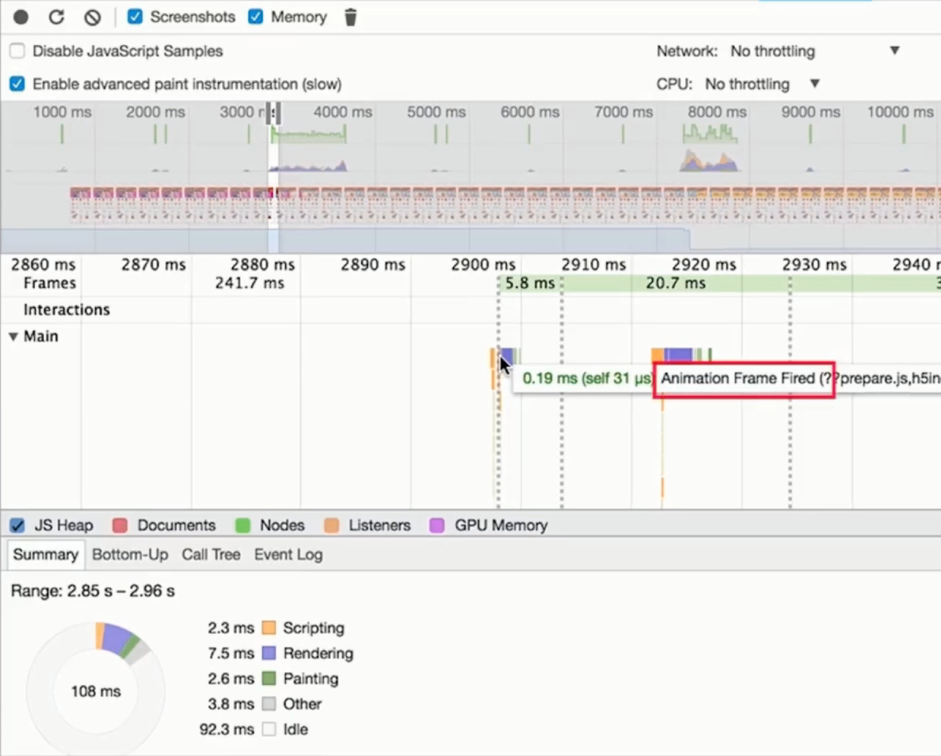 Screenshots Memory
Disable JavaScript Samples Network: No throttling
Enable advanced paint instrumentation (slow) CPU: No throttling
1000 ms 2000 ms 3000 4000 ms 5000 ms 6000 ms 7000 ms 8000 ms 9000 ms 10000 ms
2860 ms 2870 ms 2880 ms 2890 ms 2900 ms 2910 ms 2920 ms 2930 ms 2940
Frames 241.7 ms 5.8 ms 20.7 ms
Interactions
Main
0.19 ms (self 31 µs) Animation Frame Fired (??prepare.js,h5in
JS Heap Documents Nodes Listeners GPU Memory
Summary Bottom-Up Call Tree Event Log
Range: 2.85 s – 2.96 s
2.3 ms Scripting
7.5 ms Rendering
108 ms 2.6 ms Painting
3.8 ms Other
92.3 ms Idle